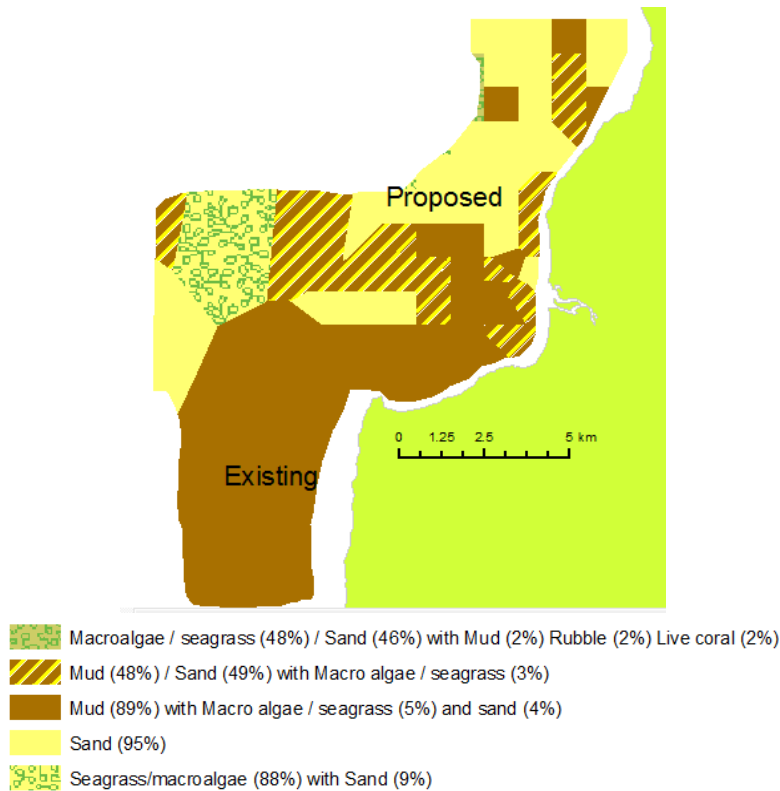 Proposed
0 1.25 2.5 5 km
Existing
Macroalgae / seagrass (48%) / Sand (46%) with Mud (2%) Rubble (2%) Live coral (2%)
Mud (48%) / Sand (49%) with Macro algae / seagrass (3%)
Mud (89%) with Macro algae / seagrass (5%) and sand (4%)
Sand (95%)
Seagrass/macroalgae (88%) with Sand (9%)